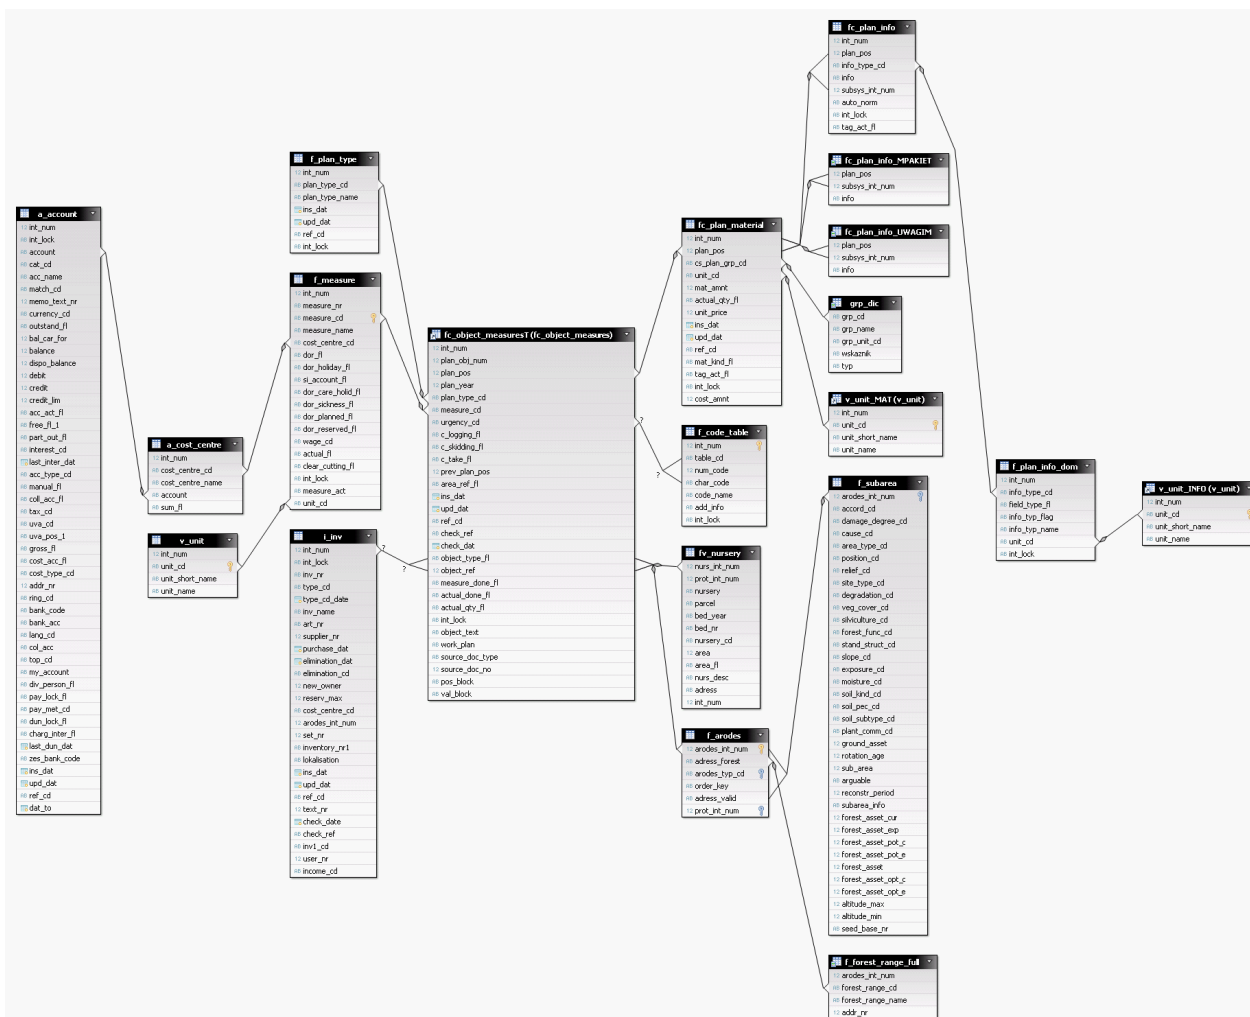 a_account
int_num
int_lock
account
cat_cd
acc_name
match_cd
memo_text_nr
currency_cd
outstand_fl
bal_car_for
balance
dispo_balance
debit
credit
credit_lim
acc_act_fl
free_fl_1
part_out_fl
interest_cd
last_inter_dat
acc_type_cd
manual_fl
coll_acc_fl
tax_cd
uva_cd
uva_pos_1
gross_fl
cost_acc_fl
cost_type_cd
addr_nr
ring_cd
bank_code
bank_acc
lang_cd
col_acc
top_cd
my_account
div_person_fl
pay_lock_fl
pay_met_cd
dun_lock_fl
charg_inter_fl
last_dun_dat
zes_bank_code
ins_dat
upd_dat
ref_cd
dat_to
a_cost_centre
int_num
cost_centre_cd
cost_centre_name
account
sum_fl
v_unit
int_num
unit_cd
unit_short_name
unit_name
f_plan_type
int_num
plan_type_cd
plan_type_name
ins_dat
upd_dat
ref_cd
int_lock
f_measure
int_num
measure_nr
measure_cd
measure_name
cost_centre_cd
dor_fl
dor_holiday_fl
si_account_fl
dor_care_holid_fl
dor_sickness_fl
dor_planned_fl
dor_reserved_fl
wage_cd
actual_fl
clear_cutting_fl
int_lock
measure_act
unit_cd
i_inv
int_num
int_lock
inv_nr
type_cd
type_cd_date
inv_name
art_nr
supplier_nr
purchase_dat
elimination_dat
elimination_cd
new_owner
reserv_max
cost_centre_cd
arodes_int_num
set_nr
inventory_nr1
lokalisation
ins_dat
upd_dat
ref_cd
text_nr
check_date
check_ref
inv1_cd
user_nr
income_cd
?
?
fc_object_measuresT (fc_object_measures)
int_num
plan_obj_num
plan_pos
plan_year
plan_type_cd
measure_cd
urgency_cd
c_logging_fl
c_skidding_fl
c_take_fl
prev_plan_pos
area_ref_fl
ins_dat
upd_dat
ref_cd
check_ref
check_dat
object_type_fl
object_ref
measure_done_fl
actual_done_fl
actual_qty_fl
int_lock
object_text
work_plan
source_doc_type
source_doc_no
pos_block
val_block
?
?
fc_plan_material
int_num
plan_pos
cs_plan_grp_cd
unit_cd
mat_amnt
actual_qty_fl
unit_price
ins_dat
upd_dat
ref_cd
mat_kind_fl
tag_act_fl
int_lock
cost_amnt
f_code_table
int_num
table_cd
num_code
char_code
code_name
add_info
int_lock
fv_nursery
nurs_int_num
prot_int_num
nursery
parcel
bed_year
bed_nr
nursery_cd
area
area_fl
nurs_desc
adress
int_num
f_arodes
arodes_int_num
adress_forest
arodes_typ_cd
order_key
adress_valid
prot_int_num
fc_plan_info
int_num
plan_pos
info_type_cd
info
subsys_int_num
auto_norm
int_lock
tag_act_fl
fc_plan_info_MPAKIET
plan_pos
subsys_int_num
info
fc_plan_info_UWAGIM
plan_pos
subsys_int_num
info
grp_dic
grp_cd
grp_name
grp_unit_cd
wskaznik
typ
v_unit_MAT (v_unit)
int_num
unit_cd
unit_short_name
unit_name
f_subarea
arodes_int_num
accord_cd
damage_degree_cd
cause_cd
area_type_cd
position_cd
relief_cd
site_type_cd
degradation_cd
veg_cover_cd
silviculture_cd
forest_func_cd
stand_struct_cd
slope_cd
exposure_cd
moisture_cd
soil_kind_cd
soil_pec_cd
soil_subtype_cd
plant_comm_cd
ground_asset
rotation_age
sub_area
arguable
reconstr_period
subarea_info
forest_asset_cur
forest_asset_exp
forest_asset_pot_c
forest_asset_pot_e
forest_asset
forest_asset_opt_c
forest_asset_opt_e
altitude_max
altitude_min
seed_base_nr
f_forest_range_full
arodes_int_num
forest_range_cd
forest_range_name
addr_nr
f_plan_info_dom
int_num
info_type_cd
field_type_fl
info_typ_flag
info_typ_name
unit_cd
int_lock
v_unit_INFO (v_unit)
int_num
unit_cd
unit_short_name
unit_name